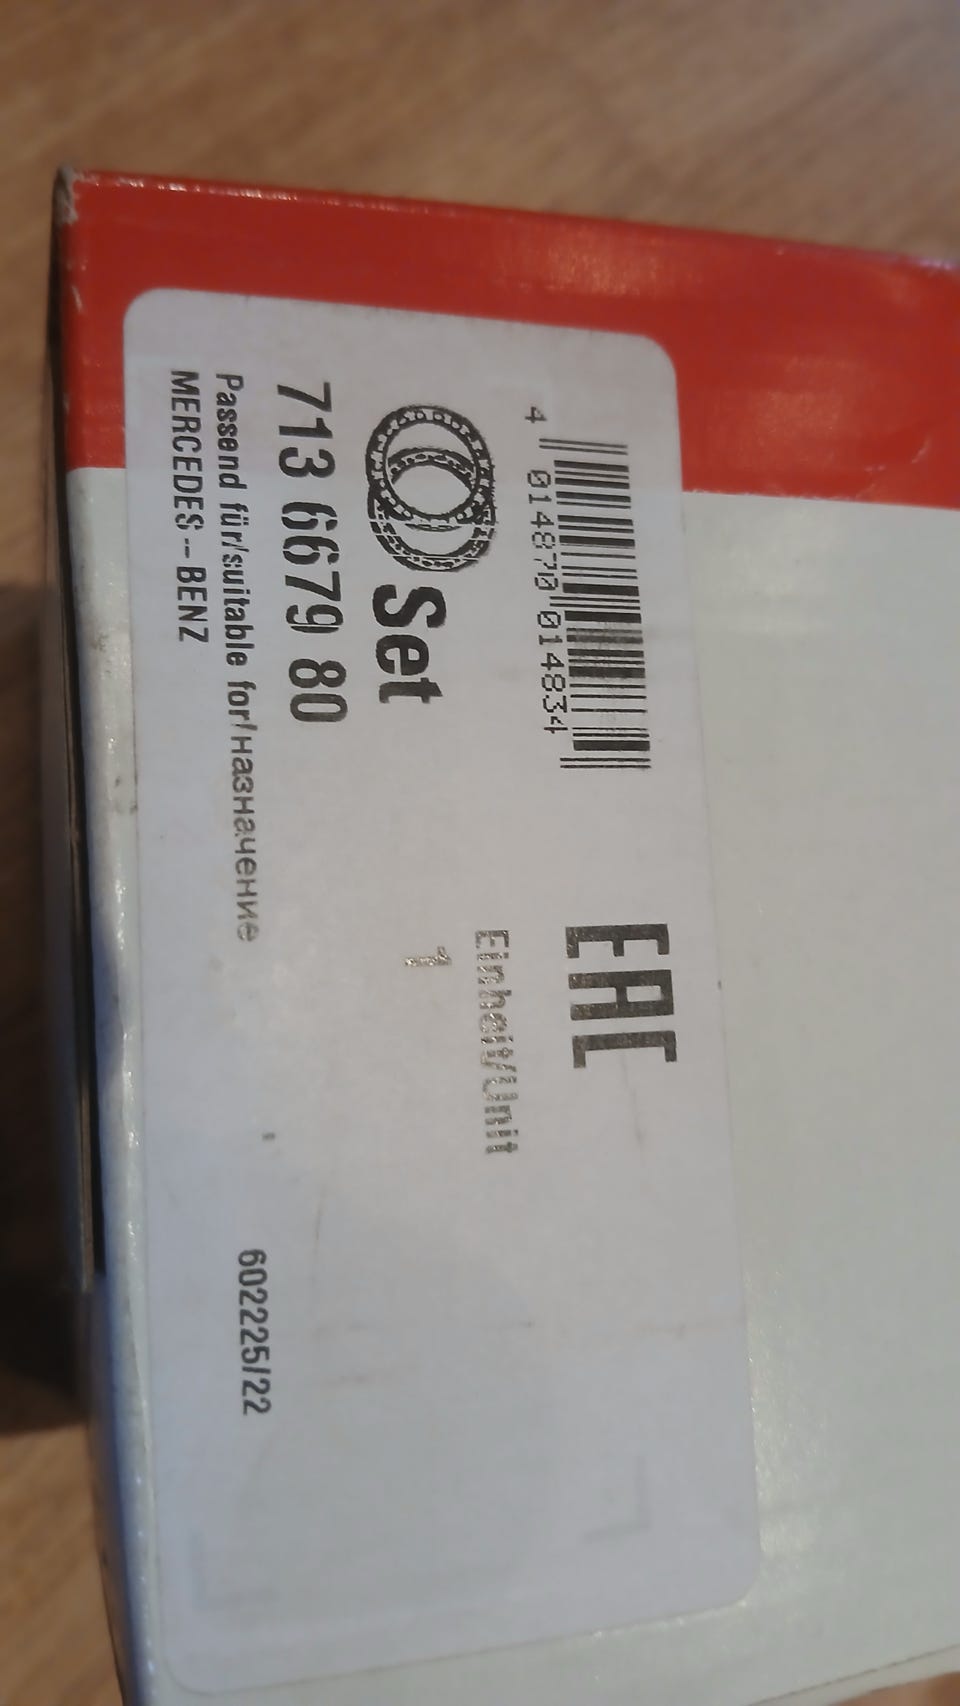 4 014870 014834
EAC
Einheit/Unit
Set
1
713 6679 80
Passend für/suitable for/назначение
MERCEDES--BENZ
602225/22